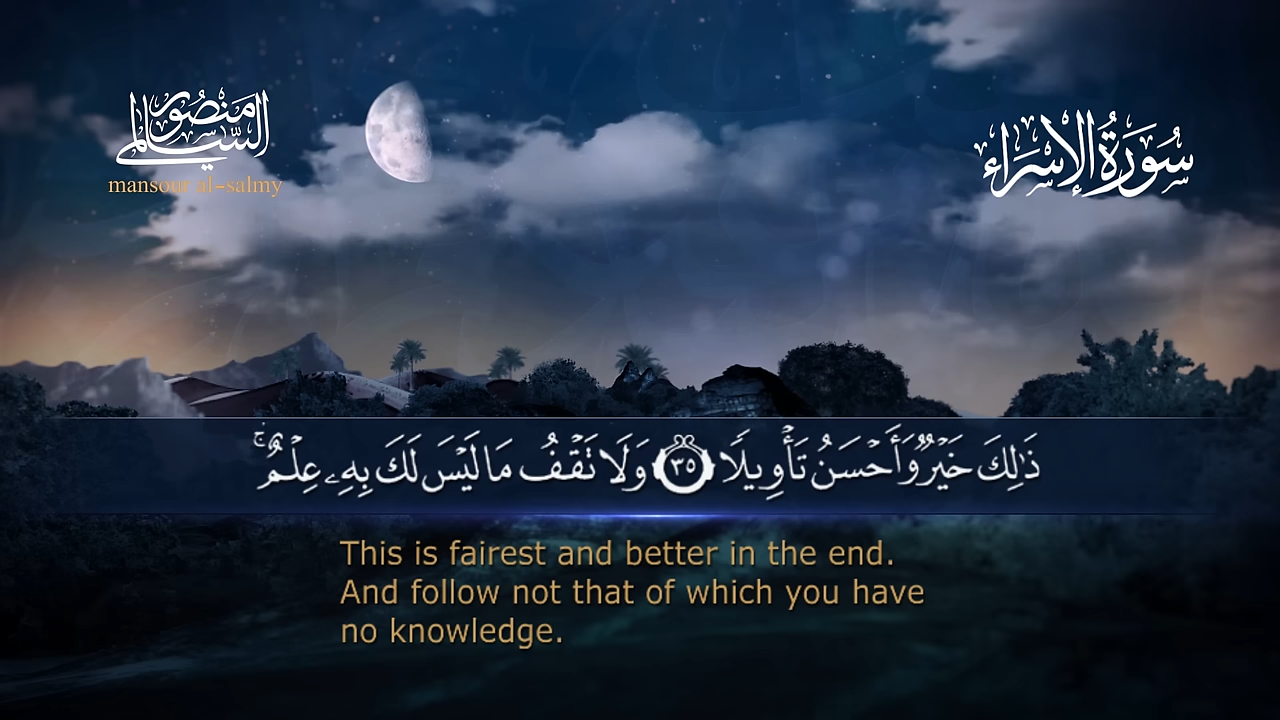 منصور
السالمي
mansour al-salmy
سُورَةُ الإِسْرَاء
ذَٰلِكَ خَيْرٌ وَأَحْسَنُ تَأْوِيلًا ٣٥ وَلَا تَقْفُ مَا لَيْسَ لَكَ بِهِۦ عِلْمٌ ۚ
This is fairest and better in the end.
And follow not that of which you have
no knowledge.